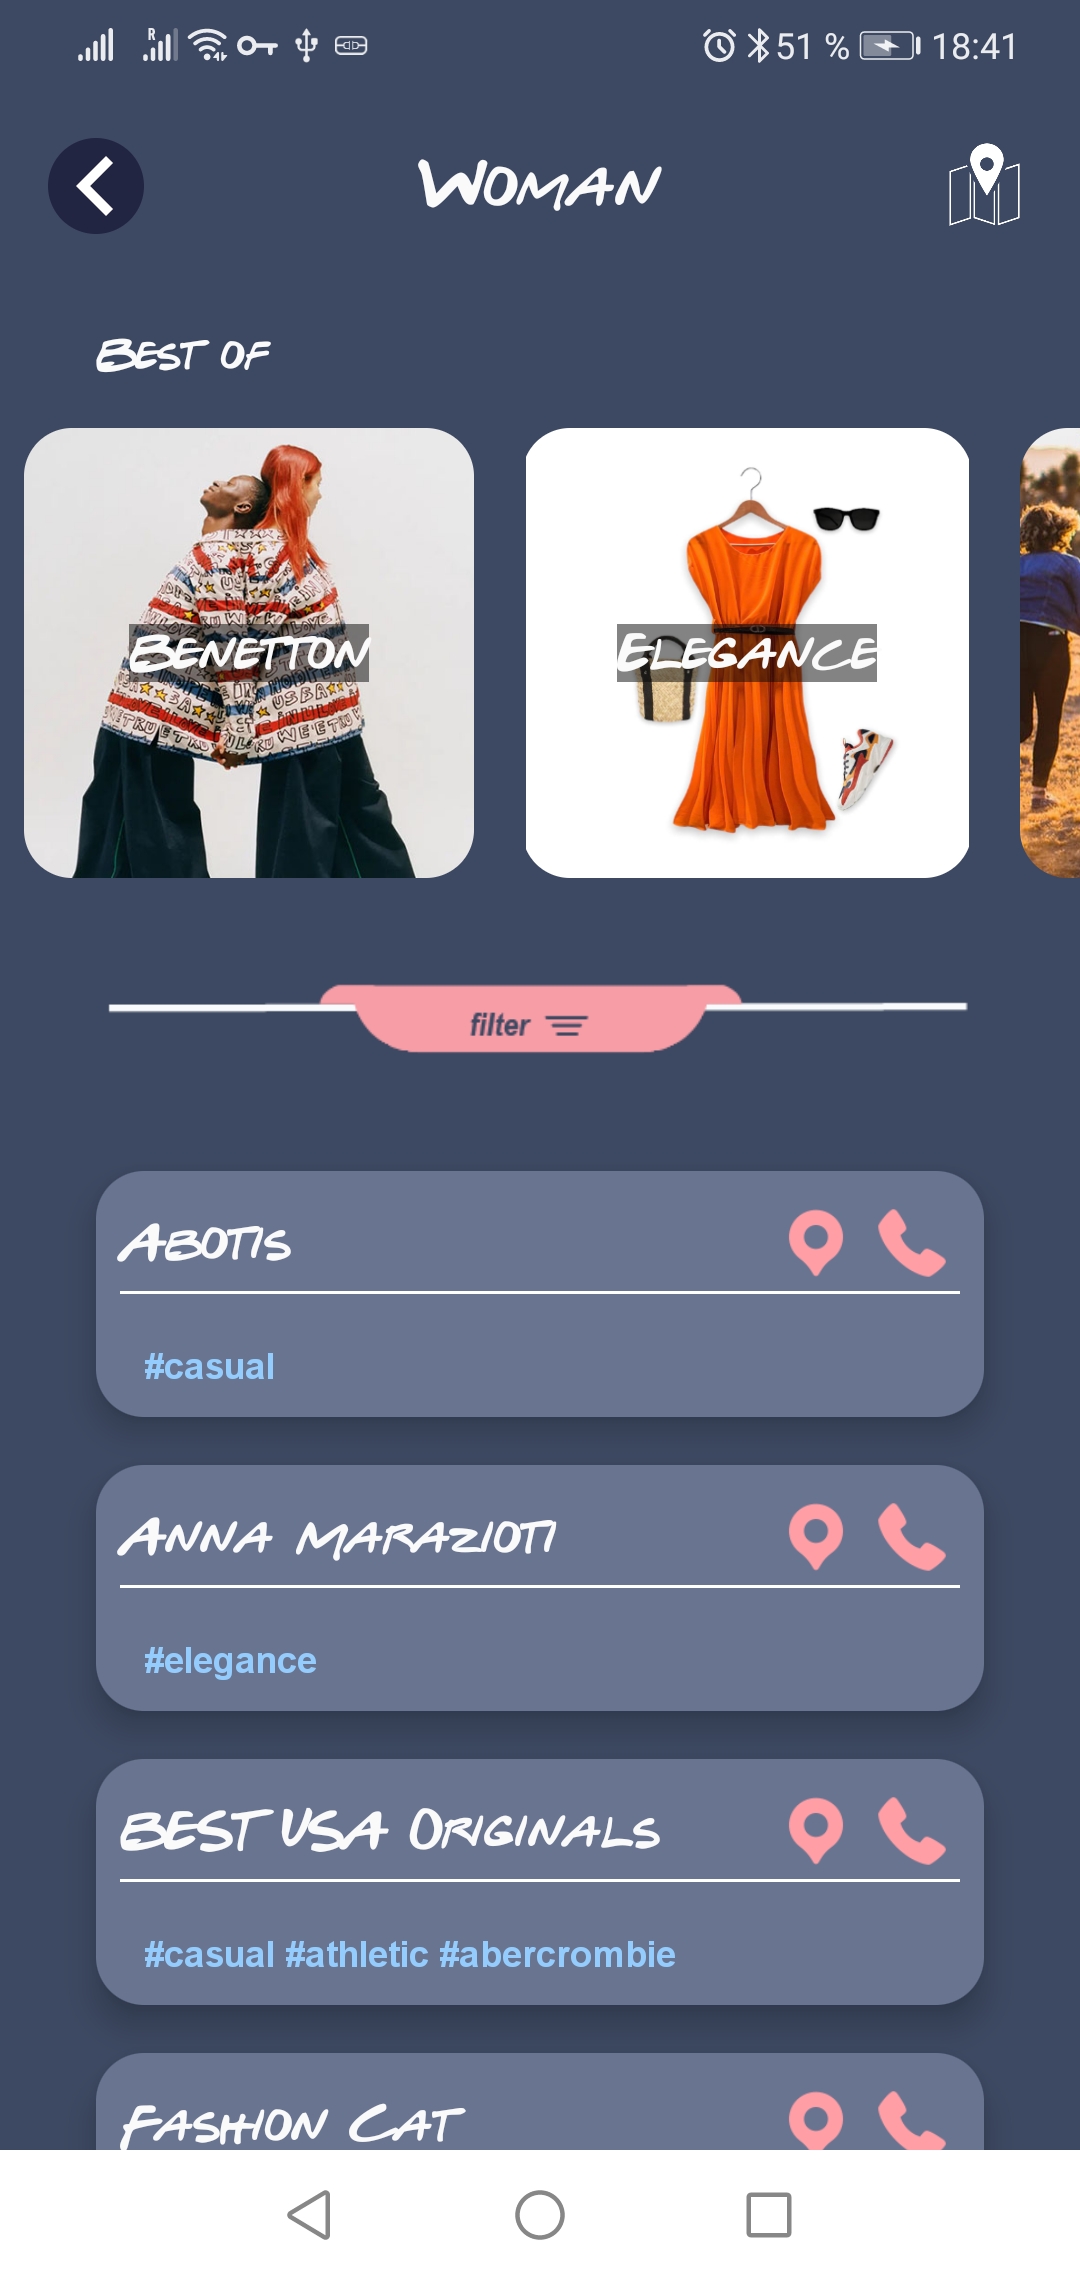 R 51 % 18:41
Woman
Best of
Benetton Elegance
filter
Abotis
#casual
Anna marazioti
#elegance
BEST USA Originals
#casual #athletic #abercrombie
Fashion Cat